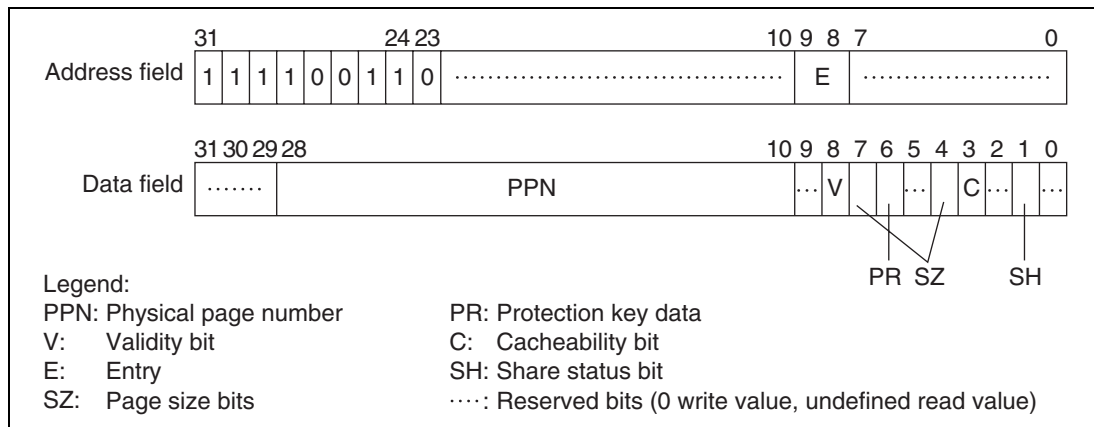 31 24 23 10 9 8 7 0
Address field 1 1 1 1 0 0 1 1 0 ⋯⋯ E ⋯⋯
31 30 29 28 10 9 8 7 6 5 4 3 2 1 0
Data field ⋯⋯ PPN ⋯ V ⋯ C ⋯ ⋯
PR SZ SH
Legend:
PPN: Physical page number PR: Protection key data
V: Validity bit C: Cacheability bit
E: Entry SH: Share status bit
SZ: Page size bits ····: Reserved bits (0 write value, undefined read value)